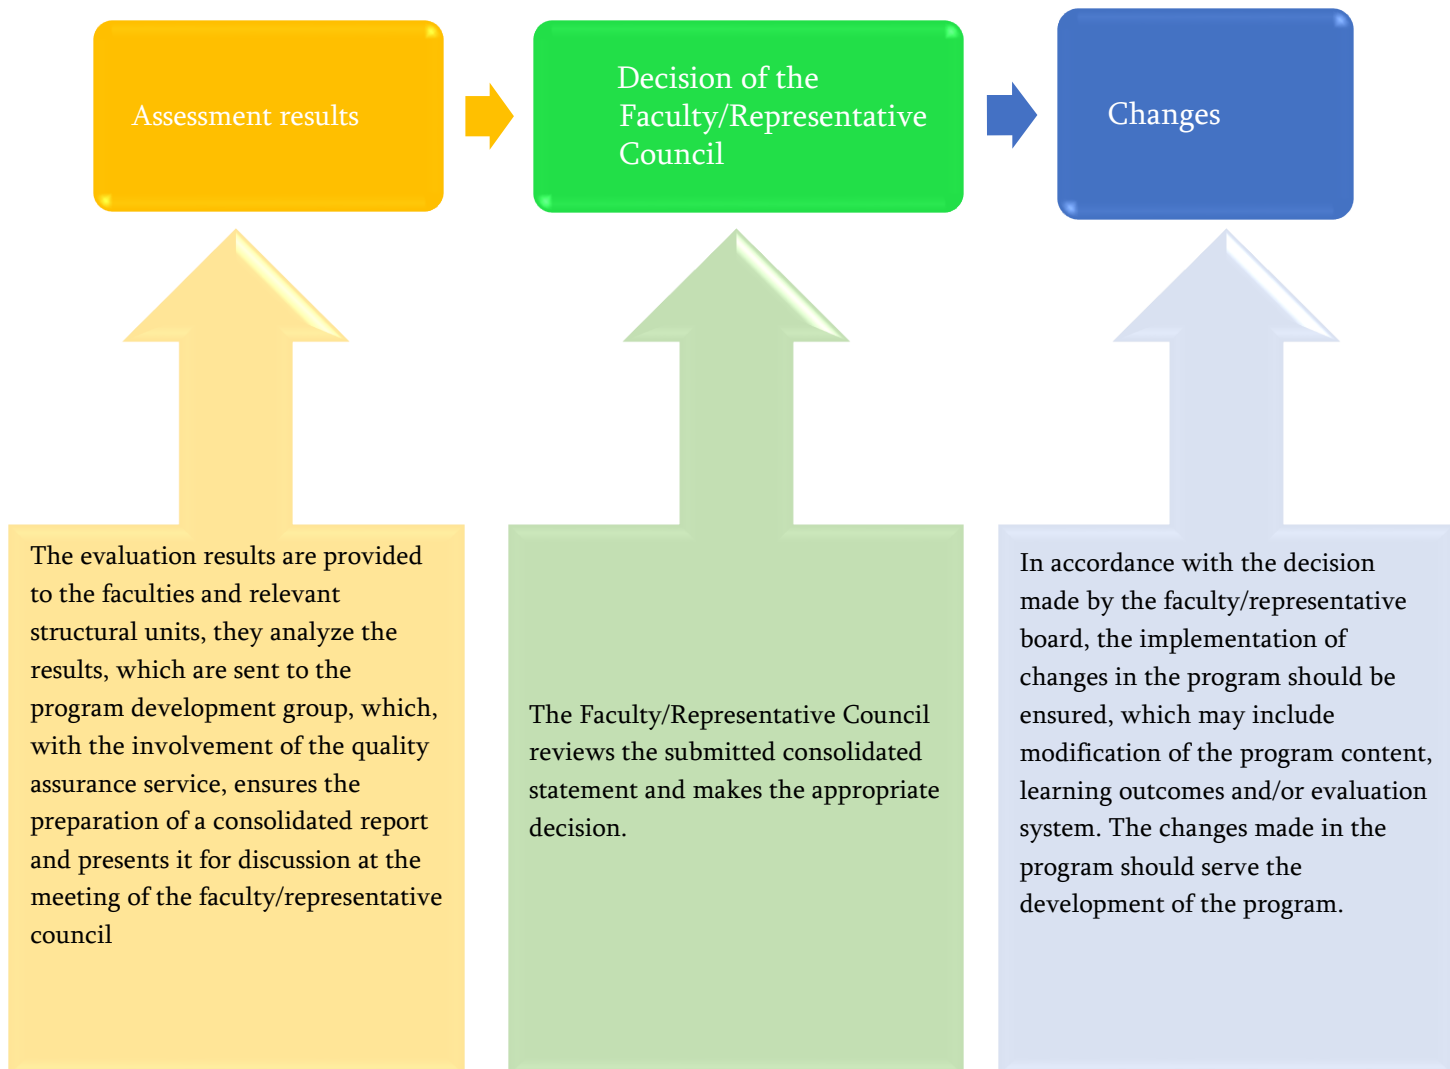 Assessment results
Decision of the
Faculty/Representative
Council
Changes
The evaluation results are provided
to the faculties and relevant
structural units, they analyze the
results, which are sent to the
program development group, which,
with the involvement of the quality
assurance service, ensures the
preparation of a consolidated report
and presents it for discussion at the
meeting of the faculty/representative
council
The Faculty/Representative Council
reviews the submitted consolidated
statement and makes the appropriate
decision.
In accordance with the decision
made by the faculty/representative
board, the implementation of
changes in the program should be
ensured, which may include
modification of the program content,
learning outcomes and/or evaluation
system. The changes made in the
program should serve the
development of the program.